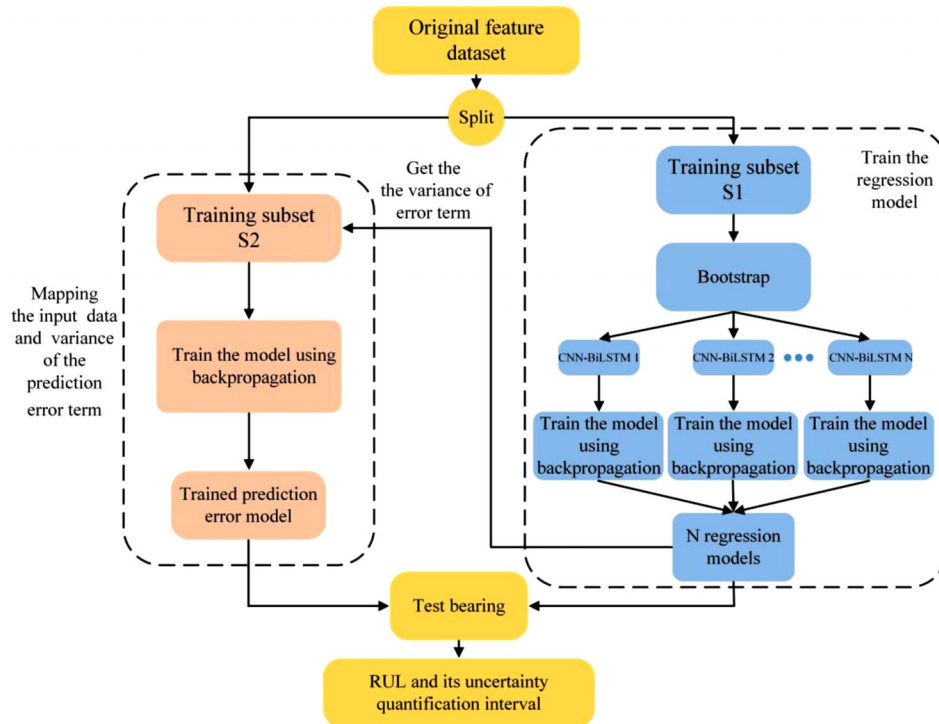 Original feature
dataset
Split
Get the
the variance of
error term
Training subset
S1
Train the
regression
model
Training subset
S2
Bootstrap
Mapping
the input data
and variance
of the
prediction
error term
Train the model using
backpropagation
CNN-BiLSTM 1
CNN-BiLSTM 2
CNN-BiLSTM N
Train the model
using
backpropagation
Train the model
using
backpropagation
Train the model
using
backpropagation
Trained prediction
error model
N regression
models
Test bearing
RUL and its uncertainty
quantification interval